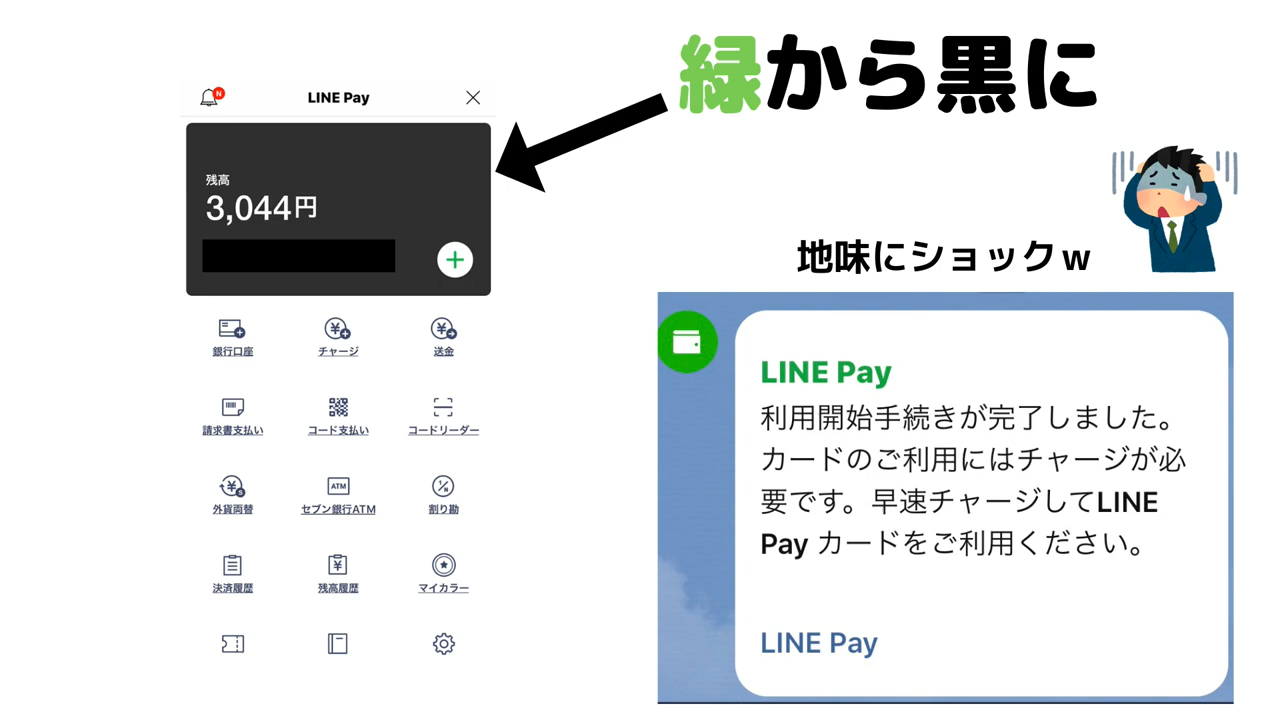 緑から黒に
N
LINE Pay
残高
3,044円
銀行口座
チャージ
送金
請求書支払い
コード支払い
コードリーダー
ATM
外貨両替
セブン銀行ATM
割り勘
決済履歴
残高履歴
マイカラー
地味にショックw
LINE Pay
利用開始手続きが完了しました。
カードのご利用にはチャージが必
要です。早速チャージしてLINE
Pay カードをご利用ください。
LINE Pay